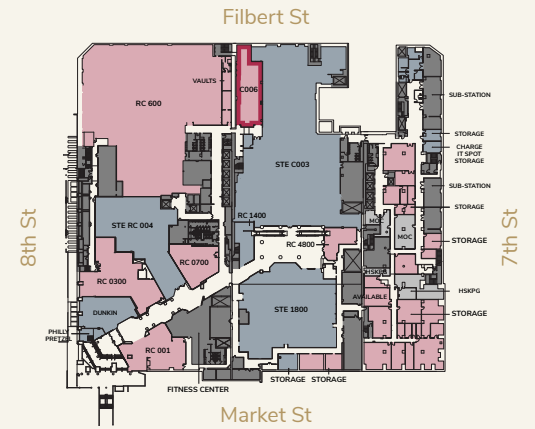 Filbert St
VAULTS
C006
RC 600
SUB-STATION
STORAGE
CHARGE
IT SPOT
STORAGE
STE C003
SUB-STATION
STORAGE
RC 1400
MOC
STE RC 004
MOC
RC 4800
STORAGE
8th St
7th St
RC 0700
HSKPG
RC 0300
HSKPG
AVAILABLE
DUNKIN
STE 1800
STORAGE
PHILLY
PRETZEL
RC 001
STORAGE
STORAGE
FITNESS CENTER
Market St